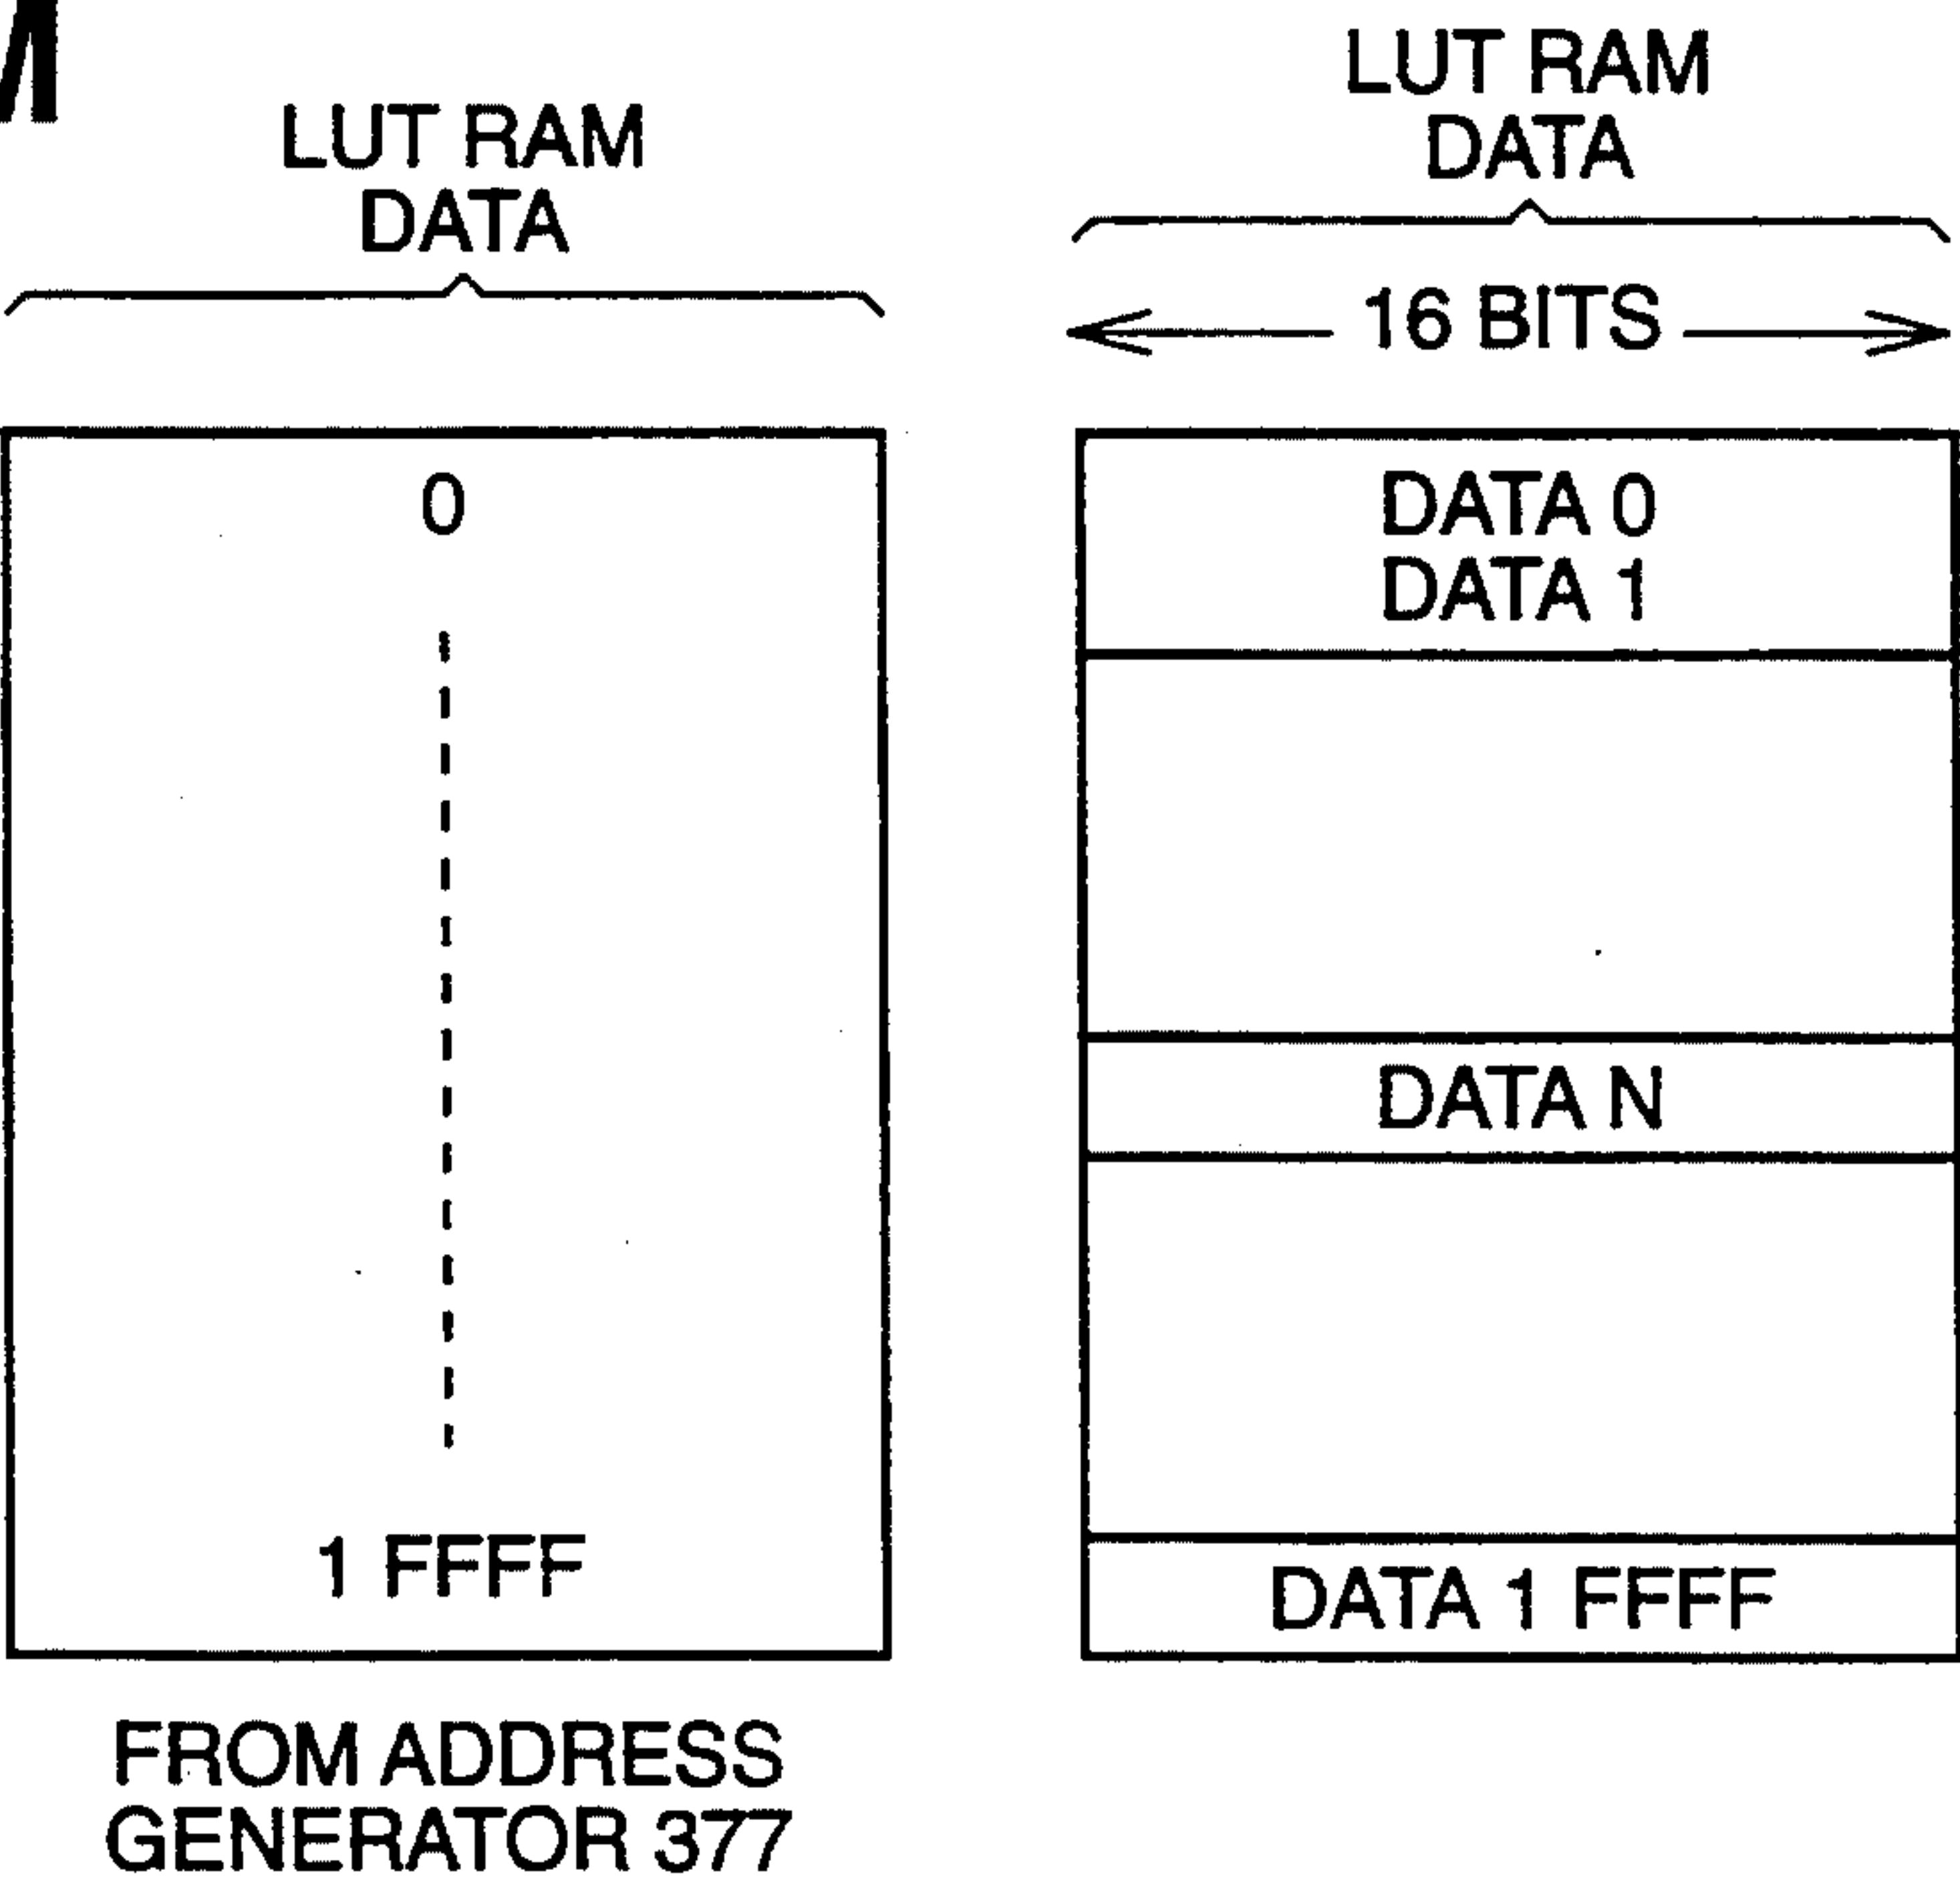 LUT RAM
DATA
0
1 FFFF
FROM ADDRESS
GENERATOR 377
LUT RAM
DATA
16 BITS
DATA 0
DATA 1
DATA N
DATA 1 FFFF